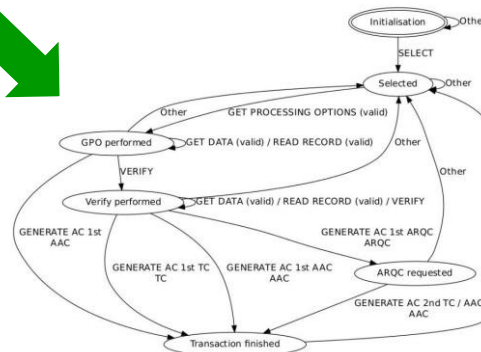 Initialisation
Other
SELECT
Selected
Other
Other
GET PROCESSING OPTIONS (valid)
GPO performed
GET DATA (valid) / READ RECORD (valid)
VERIFY
Other
Other
Verify performed
GET DATA (valid) / READ RECORD (valid) / VERIFY
GENERATE AC 1st
AAC
GENERATE AC 1st ARQC
ARQC
GENERATE AC 1st TC
TC
GENERATE AC 1st AAC
AAC
ARQC requested
GENERATE AC 2nd TC / AAC
AAC
Transaction finished